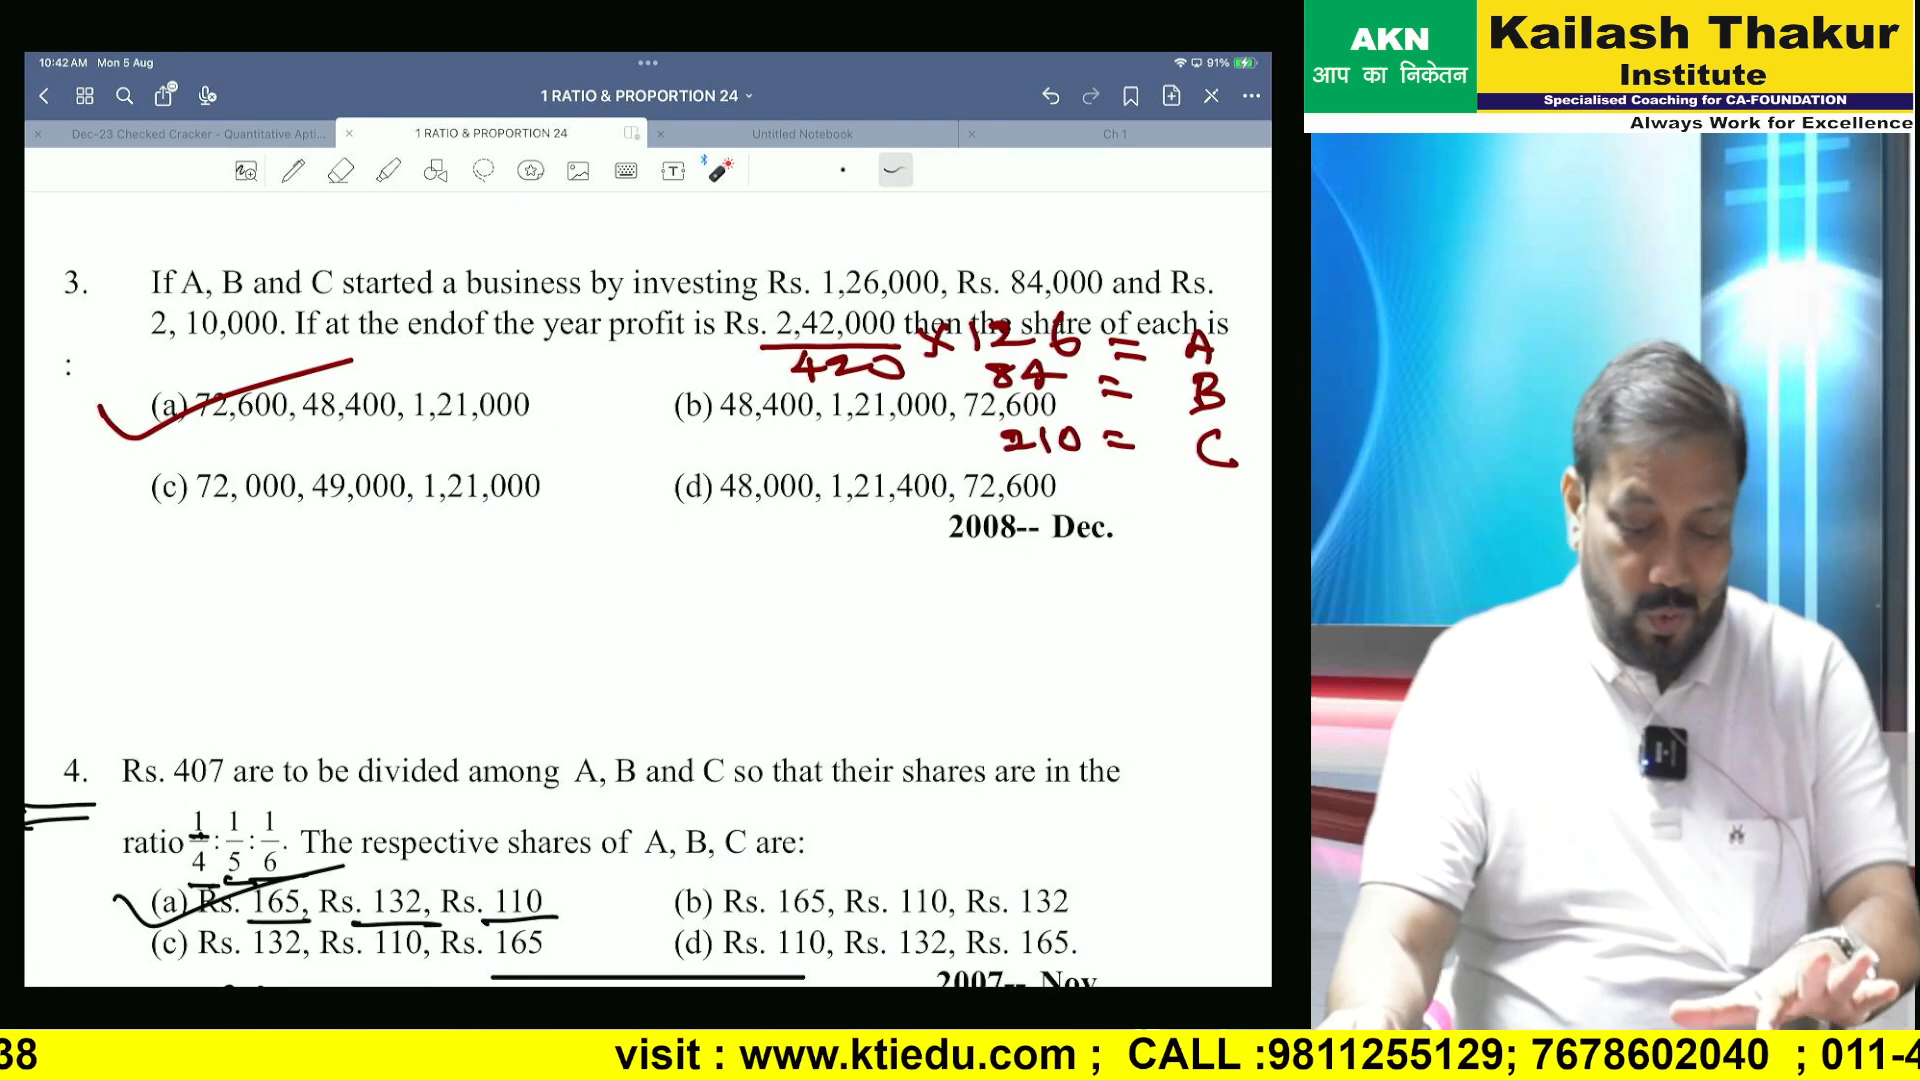 AKN
आप का निकेतन
Kailash Thakur
Institute
Specialised Coaching for CA-FOUNDATION
Always Work for Excellence
10:42 AM Mon 5 Aug
91%
1 RATIO & PROPORTION 24
Dec-23 Checked Cracker - Quantitative Apti... 1 RATIO & PROPORTION 24 Untitled Notebook Ch 1
3. If A, B and C started a business by investing Rs. 1,26,000, Rs. 84,000 and Rs.
2, 10,000. If at the endof the year profit is Rs. 2,42,000 then the share of each is
:
420 × 126 = A
84 = B
210 = C
(a) 72,600, 48,400, 1,21,000 (b) 48,400, 1,21,000, 72,600
(c) 72, 000, 49,000, 1,21,000 (d) 48,000, 1,21,400, 72,600
2008-- Dec.
4. Rs. 407 are to be divided among A, B and C so that their shares are in the
ratio 1/4 : 1/5 : 1/6. The respective shares of A, B, C are:
(a) Rs. 165, Rs. 132, Rs. 110 (b) Rs. 165, Rs. 110, Rs. 132
(c) Rs. 132, Rs. 110, Rs. 165 (d) Rs. 110, Rs. 132, Rs. 165.
2007-- Nov
38 visit : www.ktiedu.com ; CALL :9811255129; 7678602040 ; 011-4